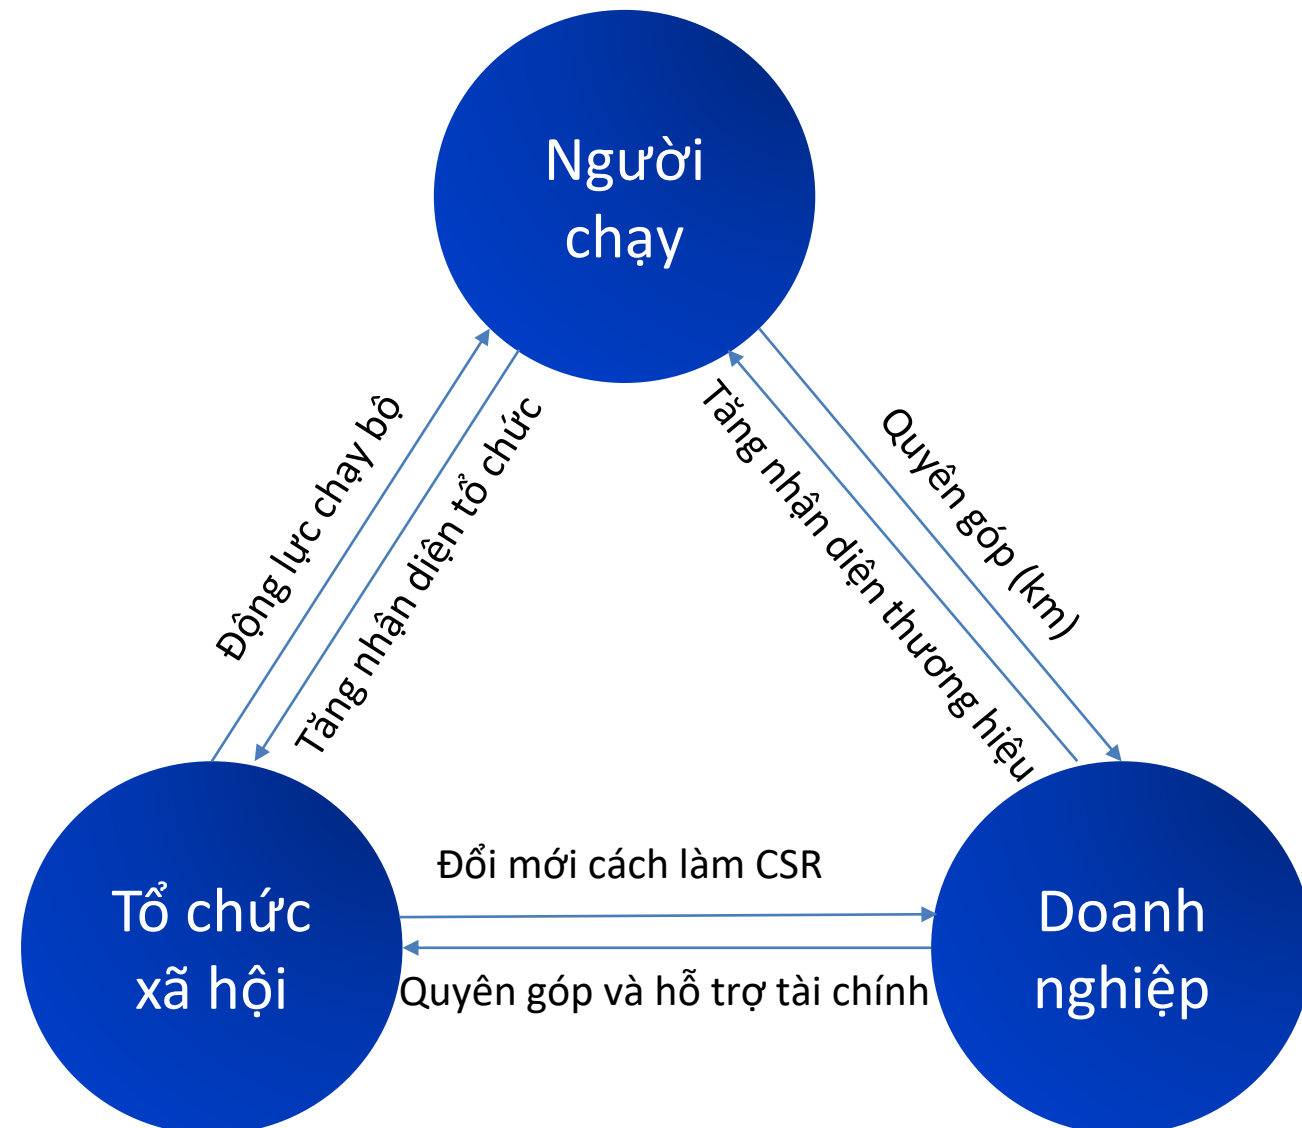 Người
chạy
Động lực chạy bộ
Tăng nhận diện tổ chức
Tăng nhận diện thương hiệu
Quyên góp (km)
Tổ chức
xã hội
Đổi mới cách làm CSR
Quyên góp và hỗ trợ tài chính
Doanh
nghiệp